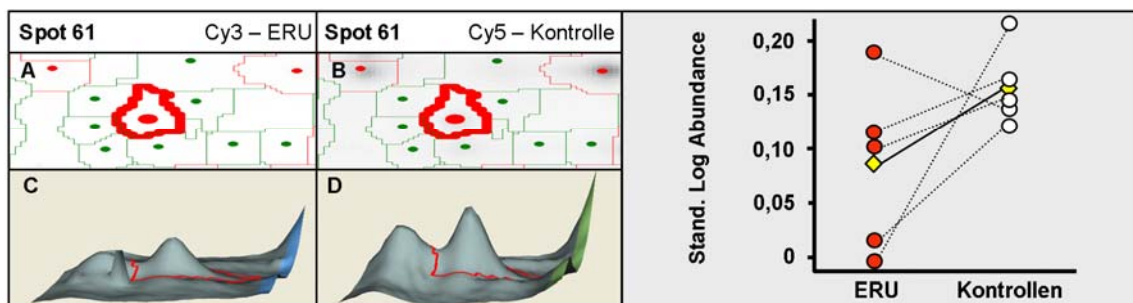 Spot 61 Cy3 – ERU
Spot 61 Cy5 – Kontrolle
A
B
C
D
Stand. Log Abundance
0,20
0,15
0,10
0,05
0
ERU Kontrollen